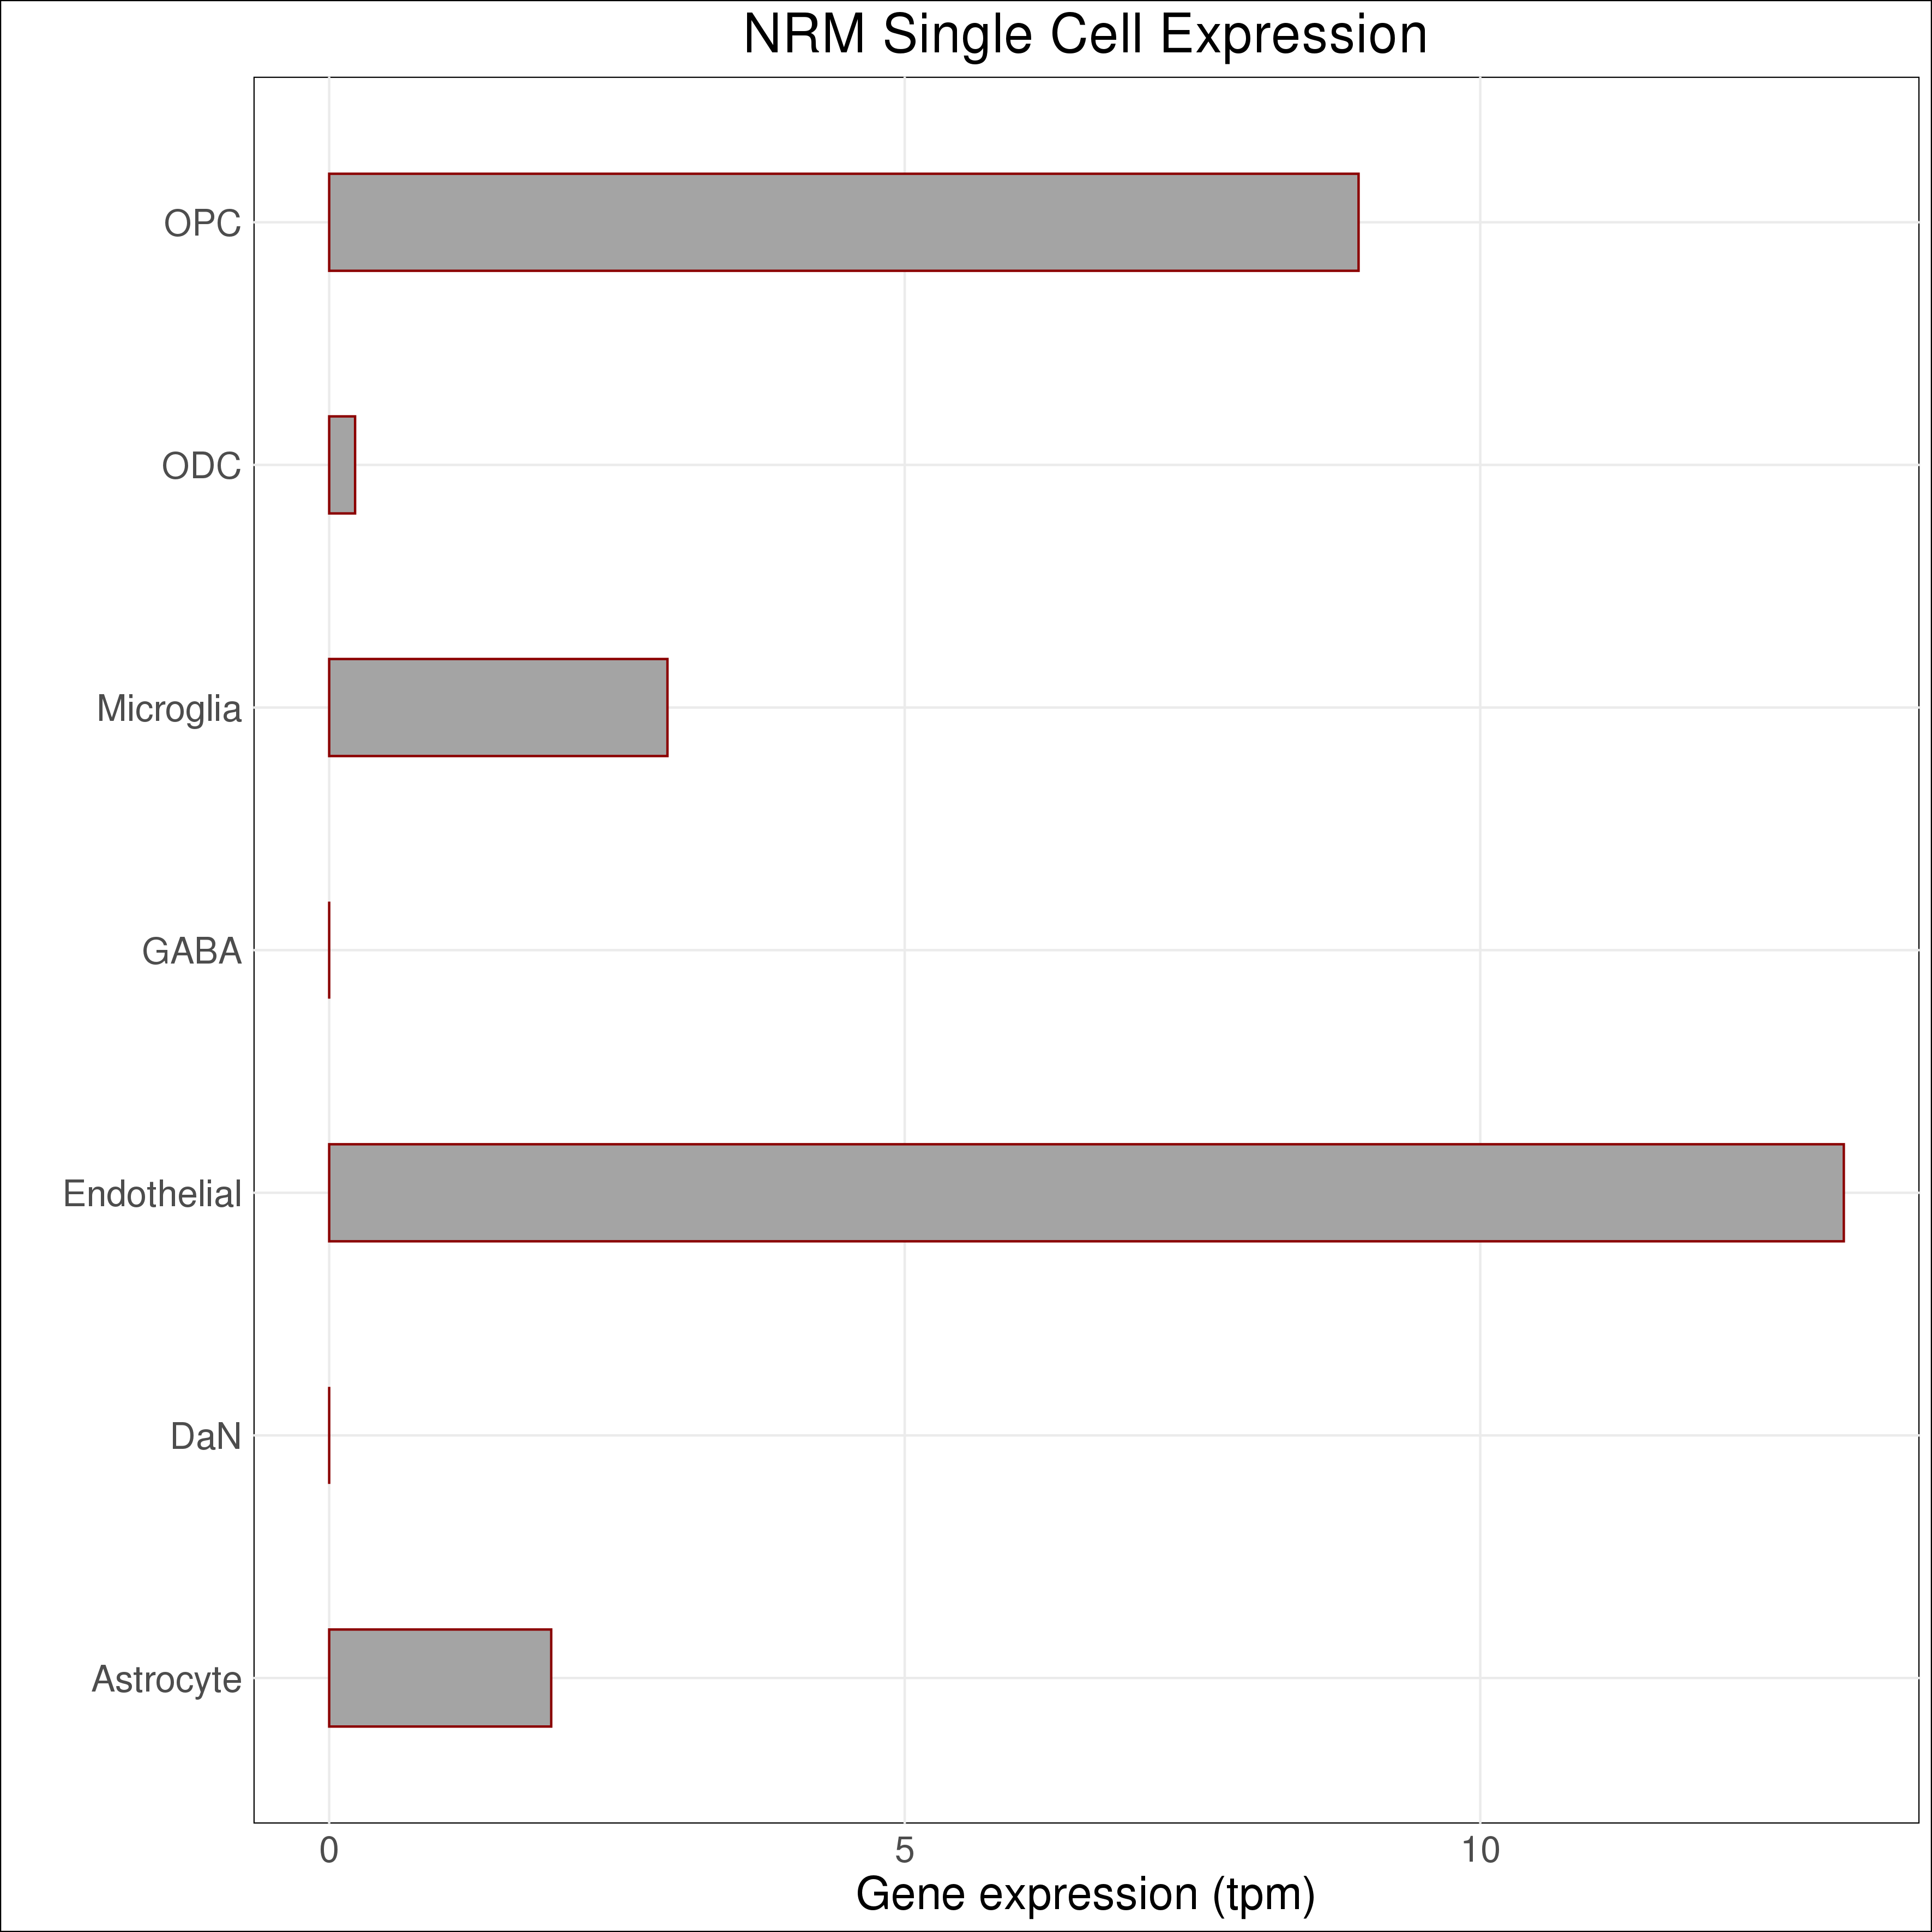 NRM Single Cell Expression
OPC
ODC
Microglia
GABA
Endothelial
DaN
Astrocyte
0 5 10
Gene expression (tpm)